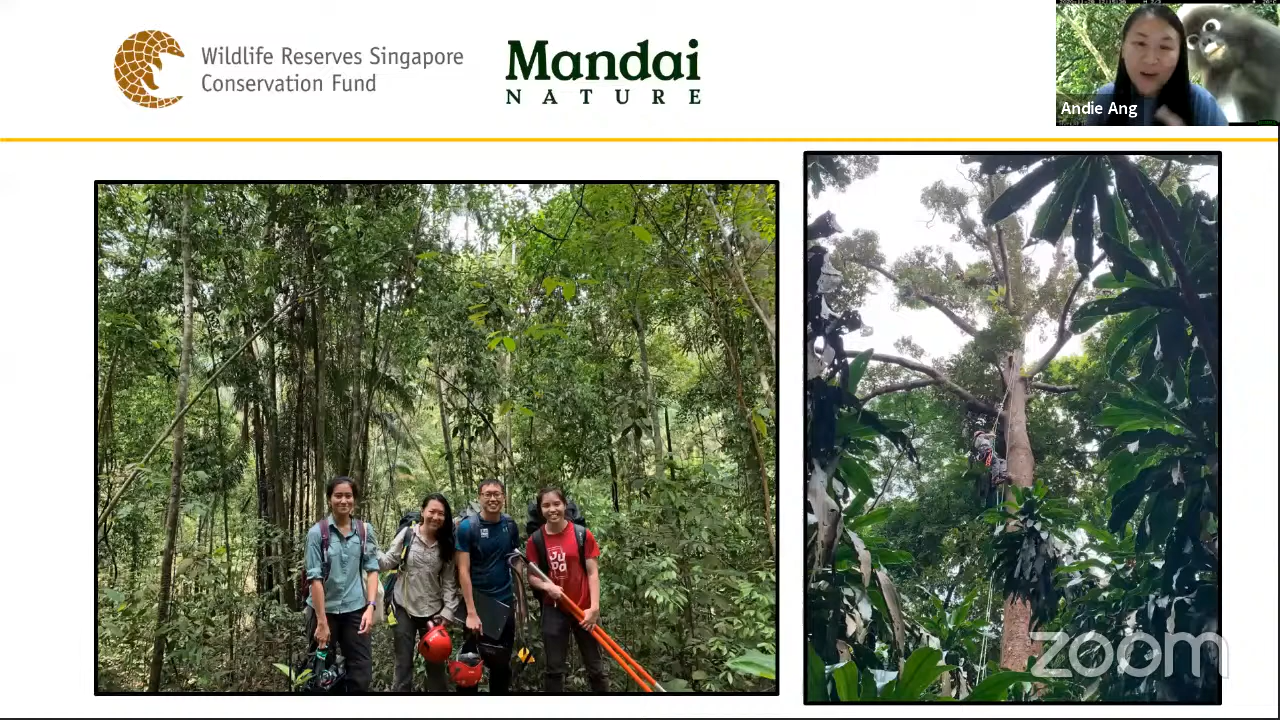 Wildlife Reserves Singapore
Conservation Fund
Mandai
NATURE
Andie Ang
zoom